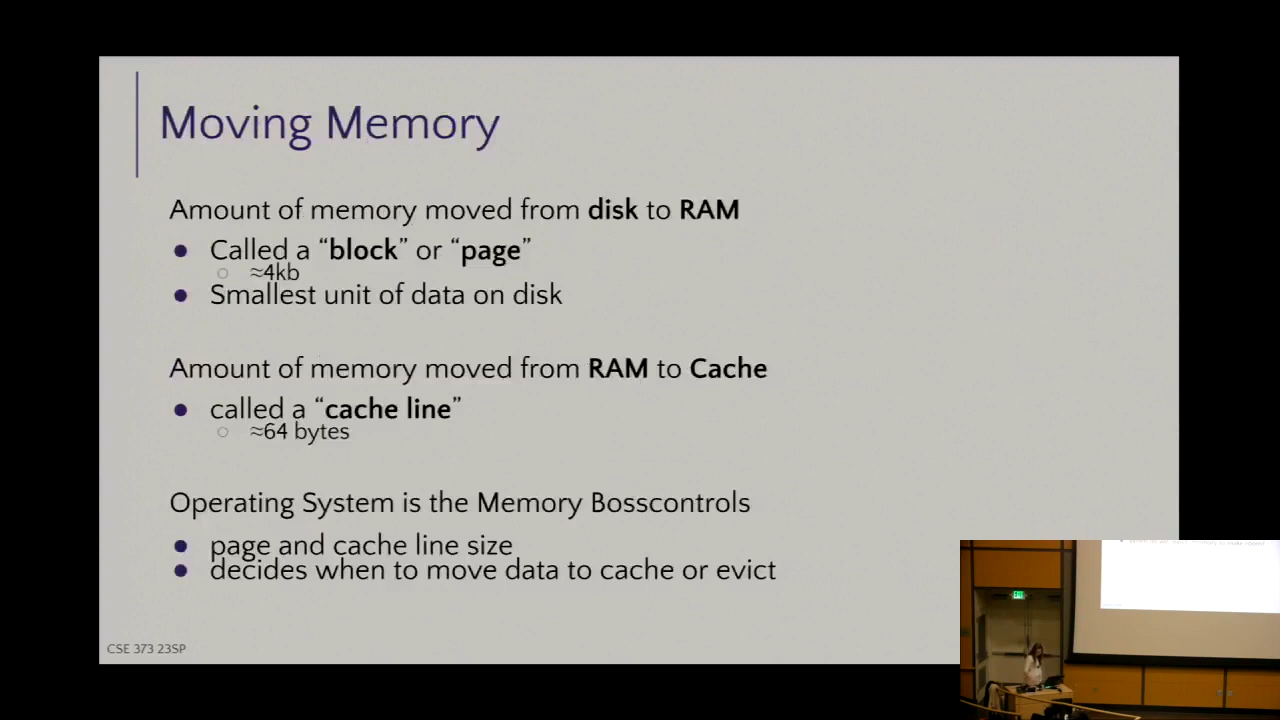 Moving Memory
Amount of memory moved from disk to RAM
● Called a “block” or “page”
○ ≈4kb
● Smallest unit of data on disk
Amount of memory moved from RAM to Cache
● called a “cache line”
○ ≈64 bytes
Operating System is the Memory Bosscontrols
● page and cache line size
● decides when to move data to cache or evict
CSE 373 23SP